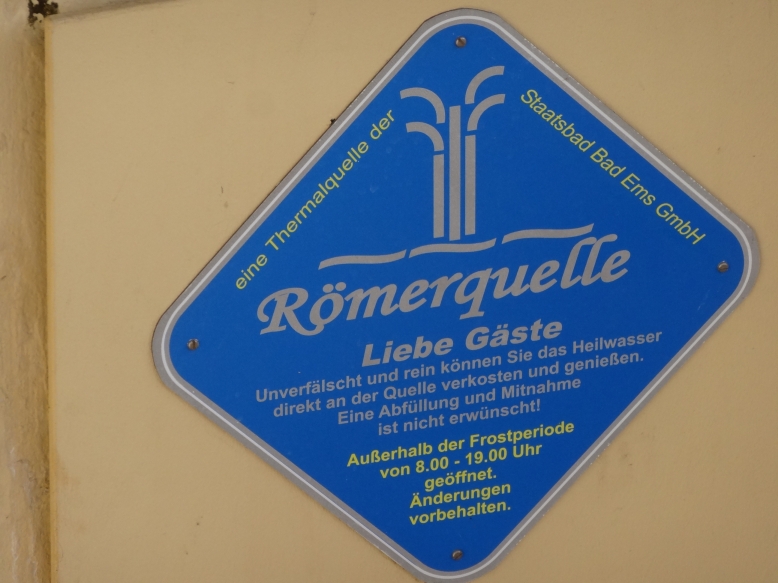 eine Thermalquelle der
Staatsbad Bad Ems GmbH
Römerquelle
Liebe Gäste
Unverfälscht und rein können Sie das Heilwasser
direkt an der Quelle verkosten und genießen.
Eine Abfüllung und Mitnahme
ist nicht erwünscht!
Außerhalb der Frostperiode
von 8.00 - 19.00 Uhr
geöffnet.
Änderungen
vorbehalten.